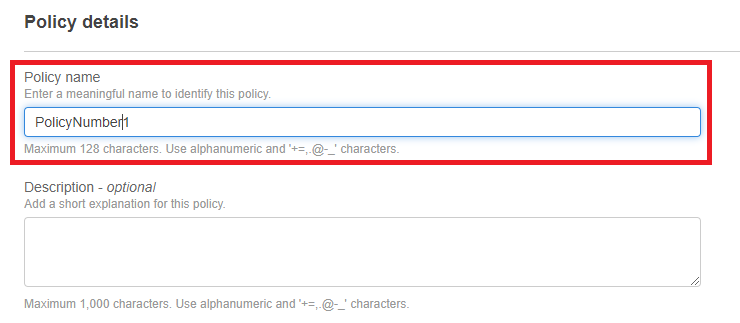 Policy details
Policy name
Enter a meaningful name to identify this policy.
PolicyNumber1
Maximum 128 characters. Use alphanumeric and '+=,.@-_' characters.
Description - optional
Add a short explanation for this policy.
Maximum 1,000 characters. Use alphanumeric and '+=,.@-_' characters.